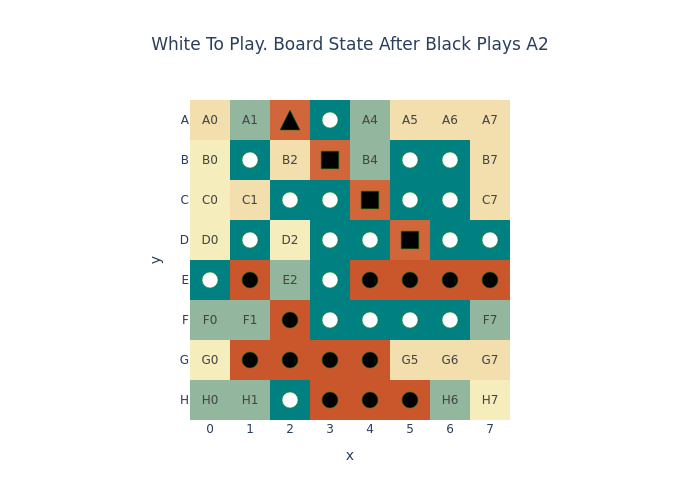 White To Play. Board State After Black Plays A2
A A0 A1 A4 A5 A6 A7
B B0 B2 B4 B7
C C0 C1 C7
D D0 D2
E E2
F F0 F1 F7
G G0 G5 G6 G7
H H0 H1 H6 H7
0 1 2 3 4 5 6 7
x
y